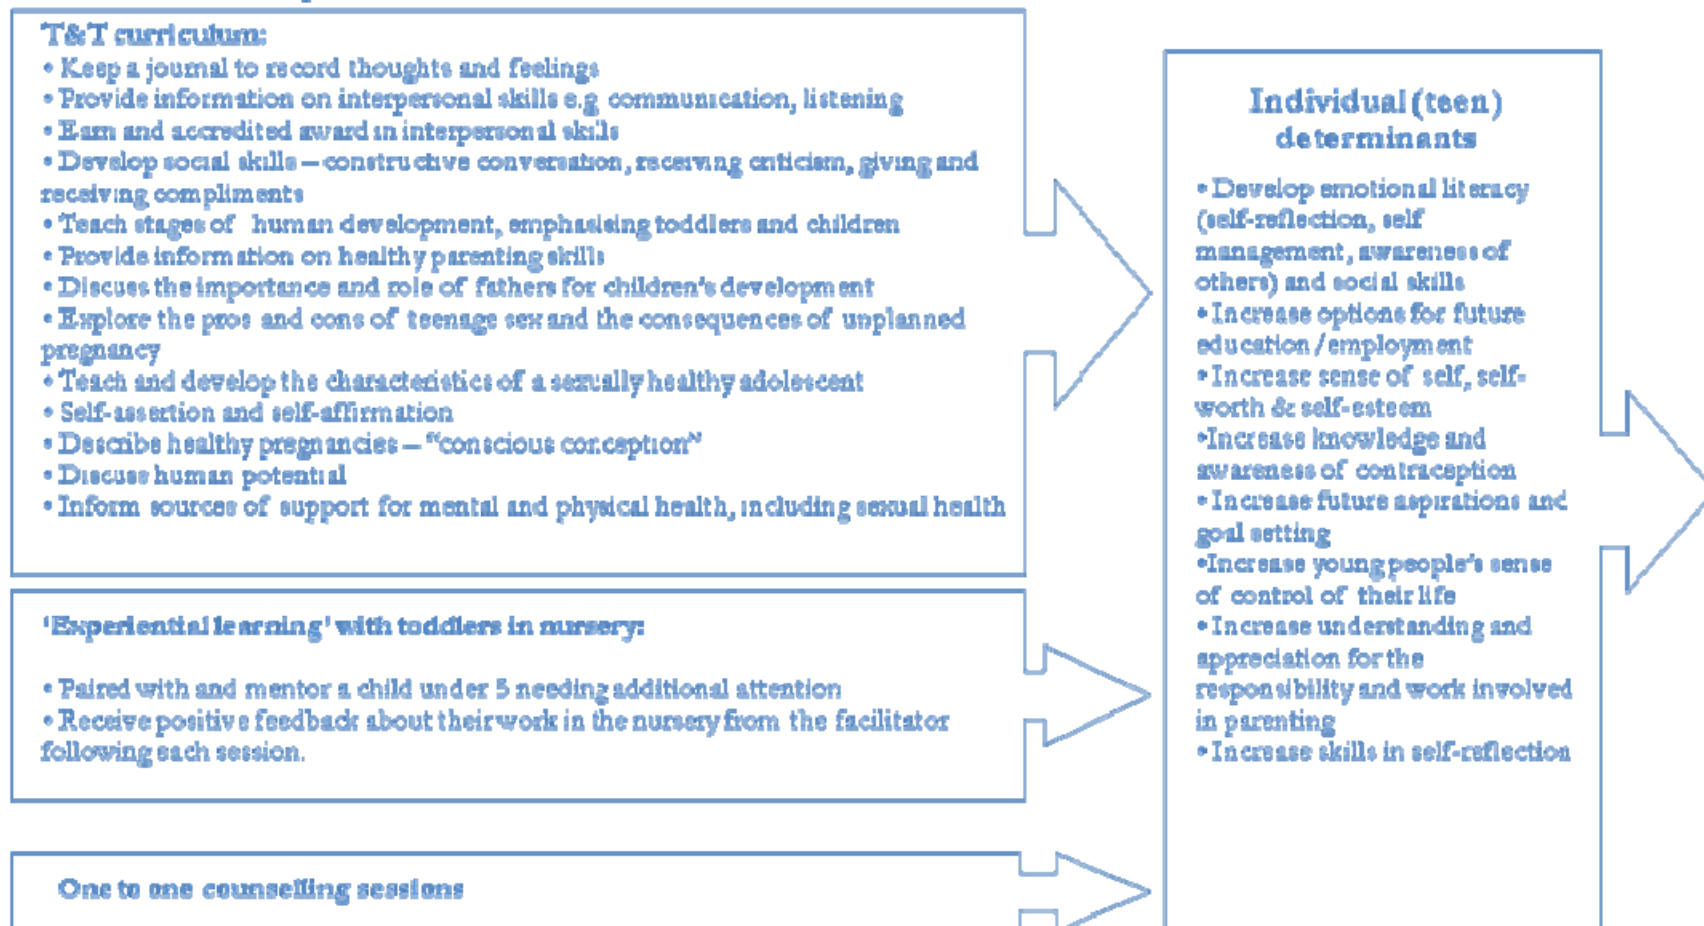 T&T curriculum:
• Keep a journal to record thoughts and feelings
• Provide information on interpersonal skills e.g communication, listening
• Earn and accredited award in interpersonal skills
• Develop social skills – constructive conversation, receiving criticism, giving and
receiving compliments
• Teach stages of human development, emphasising toddlers and children
• Provide information on healthy parenting skills
• Discuss the importance and role of fathers for children's development
• Explore the pros and cons of teenage sex and the consequences of unplanned
pregnancy
• Teach and develop the characteristics of a sexually healthy adolescent
• Self-assertion and self-affirmation
• Describe healthy pregnancies – "conscious conception"
• Discuss human potential
• Inform sources of support for mental and physical health, including sexual health
'Experiential learning' with toddlers in nursery:
• Paired with and mentor a child under 5 needing additional attention
• Receive positive feedback about their work in the nursery from the facilitator
following each session.
One to one counselling sessions
Individual (teen)
determinants
• Develop emotional literacy
(self-reflection, self
management, awareness of
others) and social skills
• Increase options for future
education / employment
• Increase sense of self, self-
worth & self-esteem
•Increase knowledge and
awareness of contraception
• Increase future aspirations and
goal setting
•Increase young people's sense
of control of their life
• Increase understanding and
appreciation for the
responsibility and work involved
in parenting
• Increase skills in self-reflection